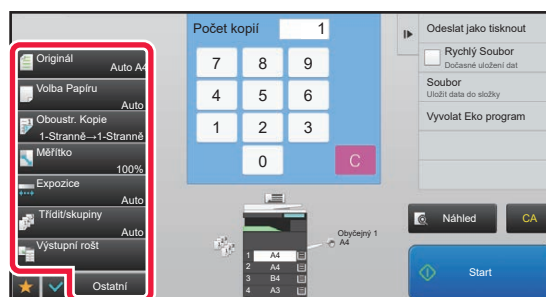 Originál
Auto A4
Volba Papíru
Auto
Oboustr. Kopie
1-Stranně→1-Stranně
Měřítko
100%
Expozice
Auto
Třídit/skupiny
Auto
Výstupní rošt
Ostatní
Počet kopií
1
7 8 9
4 5 6
1 2 3
0 C
Obyčejný 1
A4
1 A4
2 A4
3 B4
4 A3
Odeslat jako tisknout
Rychlý Soubor
Dočasné uložení dat
Soubor
Uložit data do složky
Vyvolat Eko program
Náhled
CA
Start